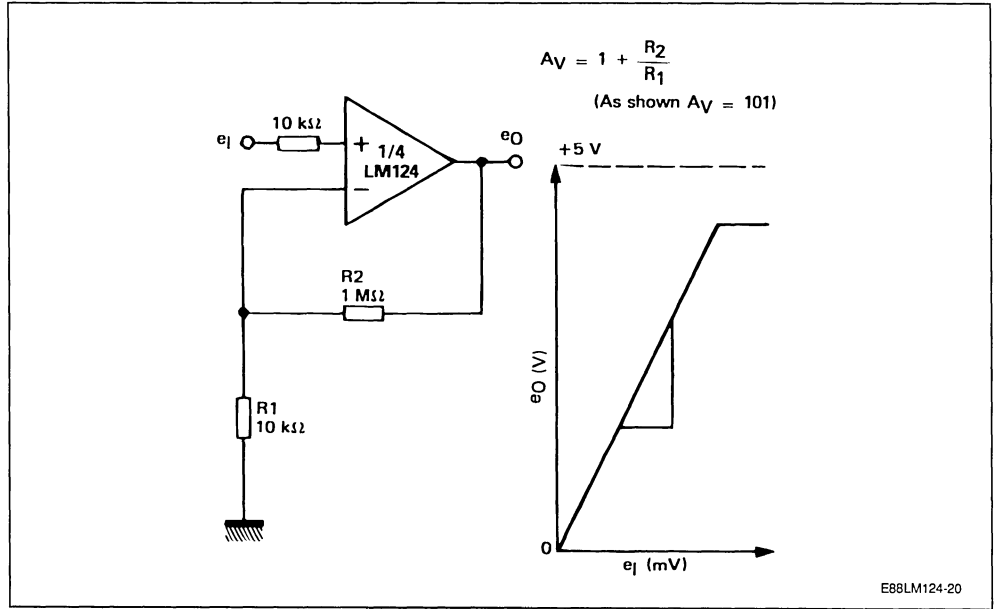 A_V = 1 + R2/R1
(As shown A_V = 101)
10 kΩ
e_I
+
1/4
LM124
−
e_O
R2
1 MΩ
R1
10 kΩ
+5 V
e_O (V)
0
e_I (mV)
E88LM124-20